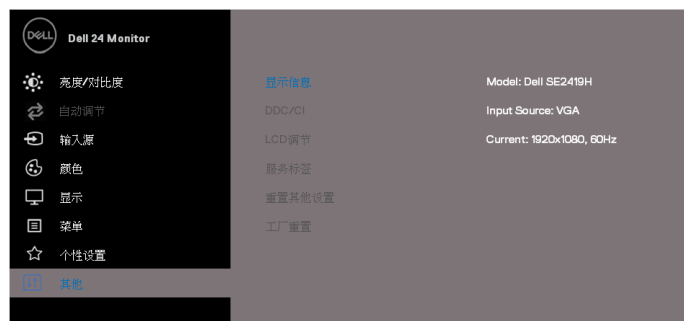 DELL Dell 24 Monitor
亮度/对比度 显示信息 Model: Dell SE2419H
自动调节 DDC/CI Input Source: VGA
输入源 LCD调节 Current: 1920x1080, 60Hz
颜色 服务标签
显示 重置其他设置
菜单 工厂重置
个性设置
其他